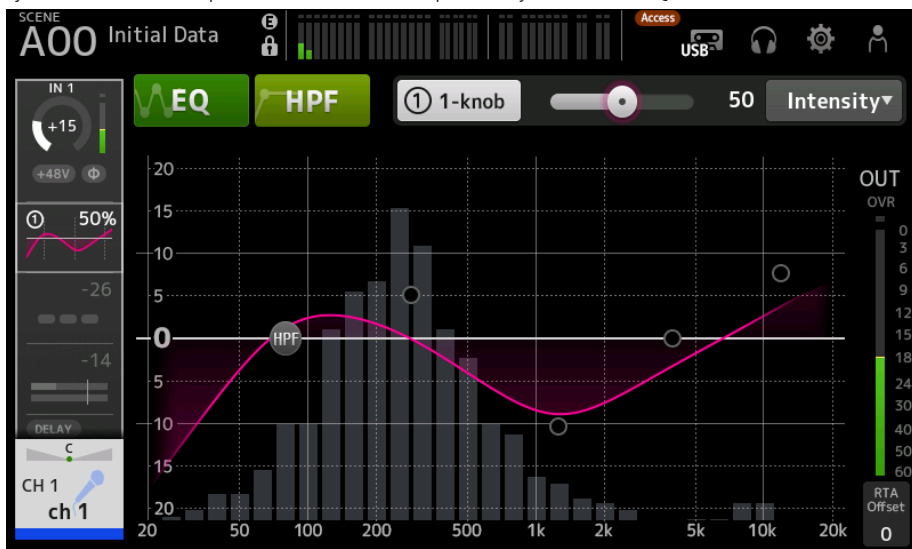 SCENE
A00 Initial Data
E
Access
USB
IN 1
+15
+48V Φ
① 50%
-26
-14
DELAY
C
CH 1
ch 1
EQ
HPF
① 1-knob
50 Intensity▾
20
15
10
5
0
5
10
15
20
HPF
20 50 100 200 500 1k 2k 5k 10k 20k
OUT
OVR
0
3
6
9
12
15
18
24
30
40
50
60
RTA
Offset
0